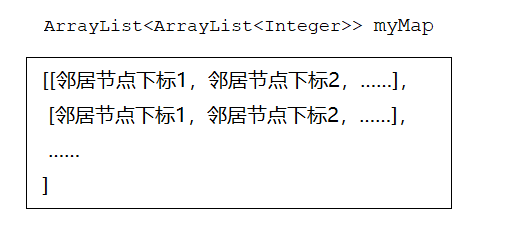 ArrayList<ArrayList<Integer>> myMap
[[邻居节点下标1，邻居节点下标2，……]，
[邻居节点下标1，邻居节点下标2，……]，
……
]